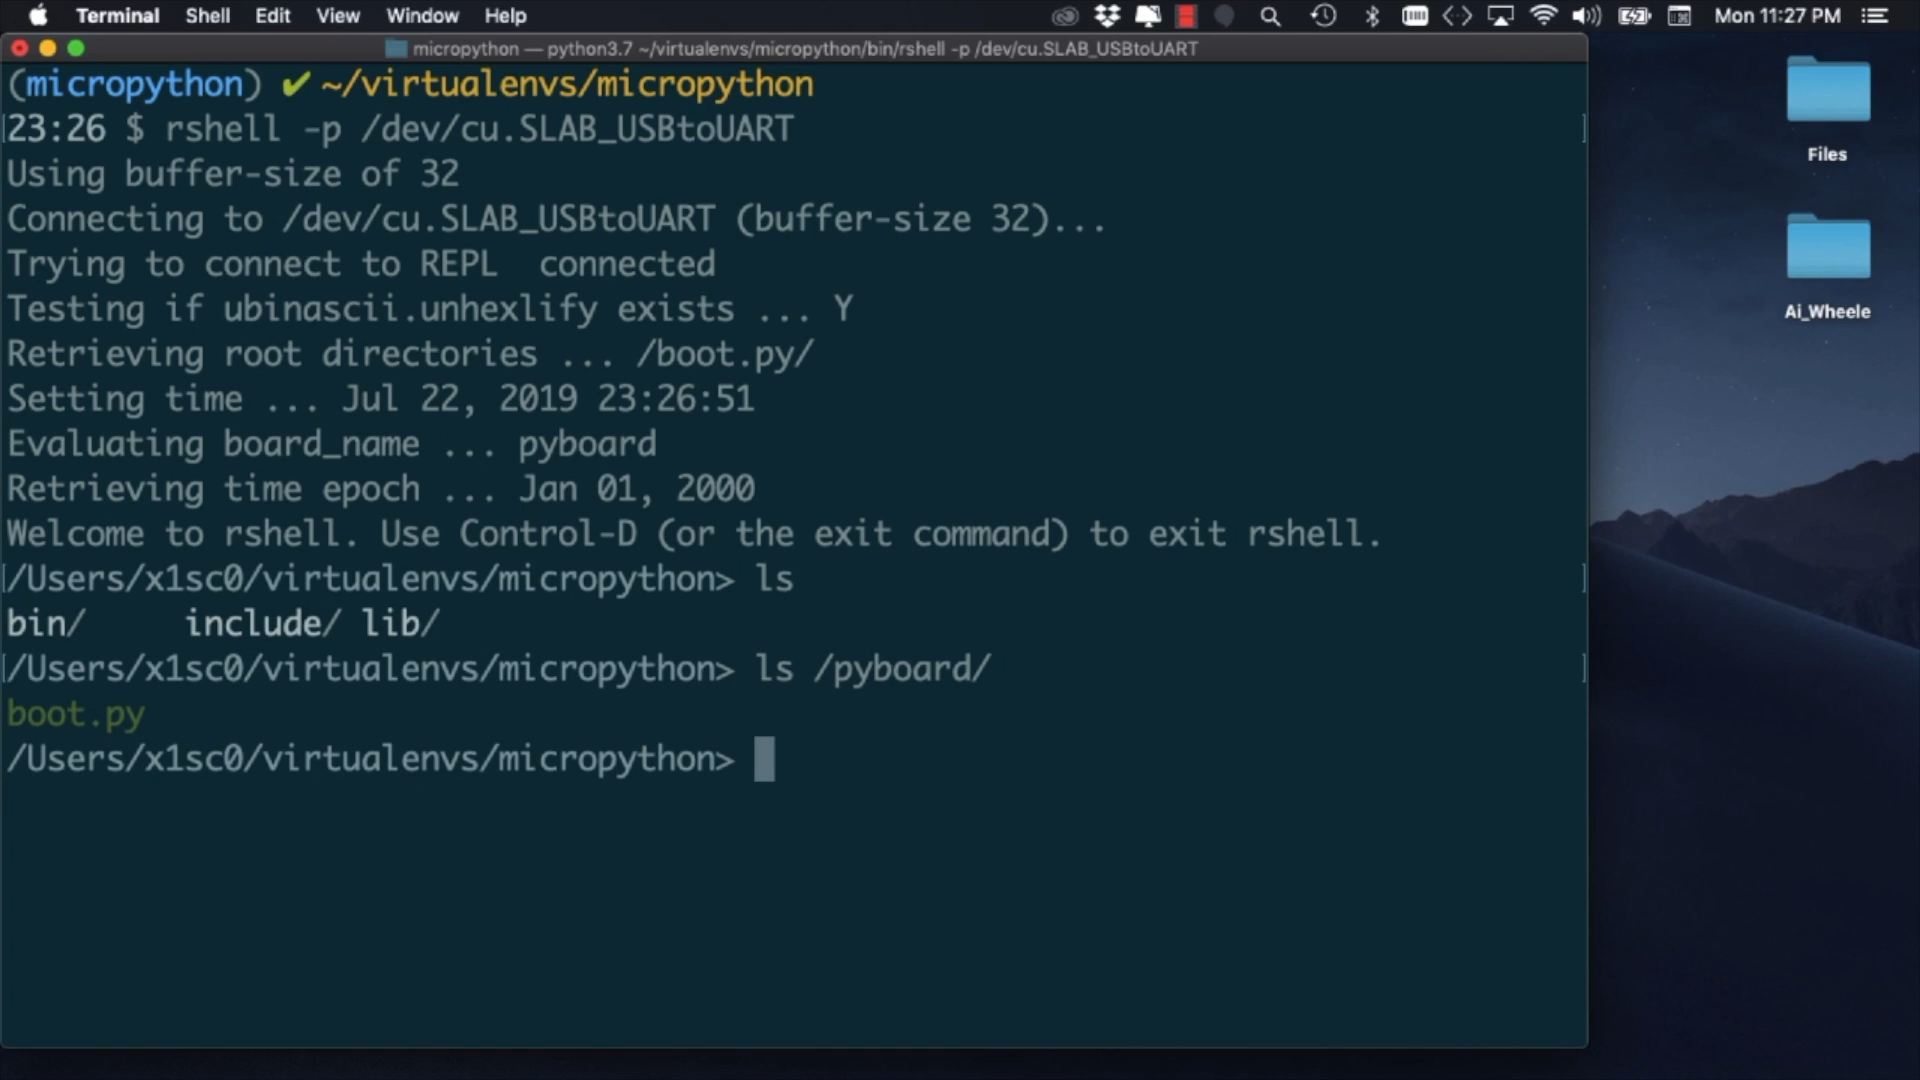 Terminal Shell Edit View Window Help Mon 11:27 PM
micropython — python3.7 ~/virtualenvs/micropython/bin/rshell -p /dev/cu.SLAB_USBtoUART
(micropython) ✔ ~/virtualenvs/micropython
[23:26 $ rshell -p /dev/cu.SLAB_USBtoUART ]
Using buffer-size of 32
Connecting to /dev/cu.SLAB_USBtoUART (buffer-size 32)...
Trying to connect to REPL  connected
Testing if ubinascii.unhexlify exists ... Y
Retrieving root directories ... /boot.py/
Setting time ... Jul 22, 2019 23:26:51
Evaluating board_name ... pyboard
Retrieving time epoch ... Jan 01, 2000
Welcome to rshell. Use Control-D (or the exit command) to exit rshell.
[/Users/x1sc0/virtualenvs/micropython> ls ]
bin/     include/ lib/
[/Users/x1sc0/virtualenvs/micropython> ls /pyboard/ ]
boot.py
/Users/x1sc0/virtualenvs/micropython>
Files
Ai_Wheele